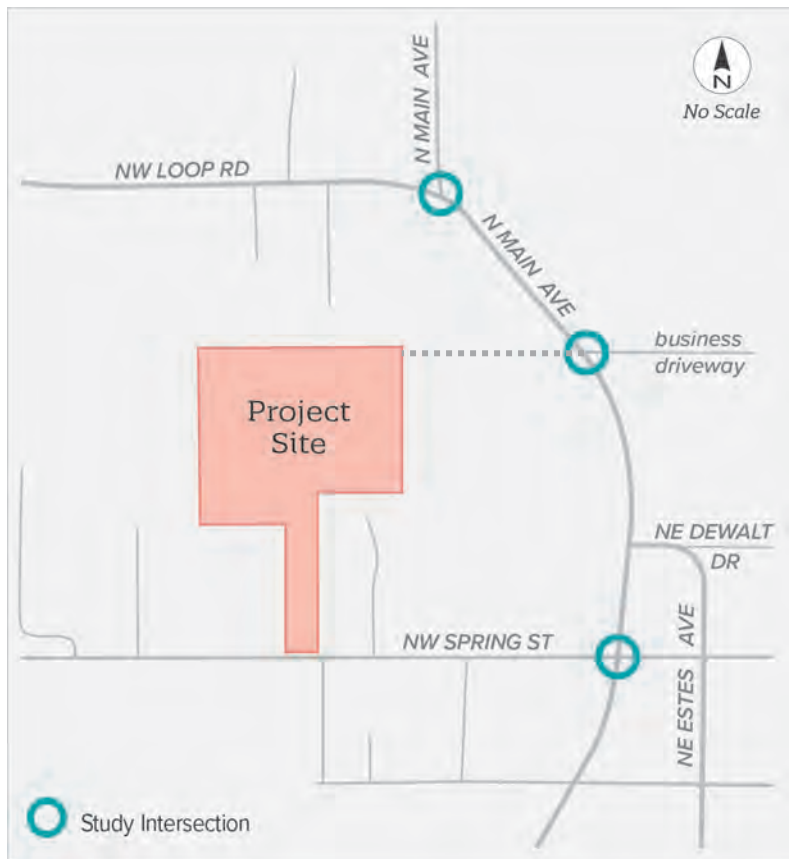 N MAIN AVE
N
No Scale
NW LOOP RD
N MAIN AVE
business
driveway
Project
Site
NE DEWALT
DR
NW SPRING ST
NE ESTES AVE
Study Intersection